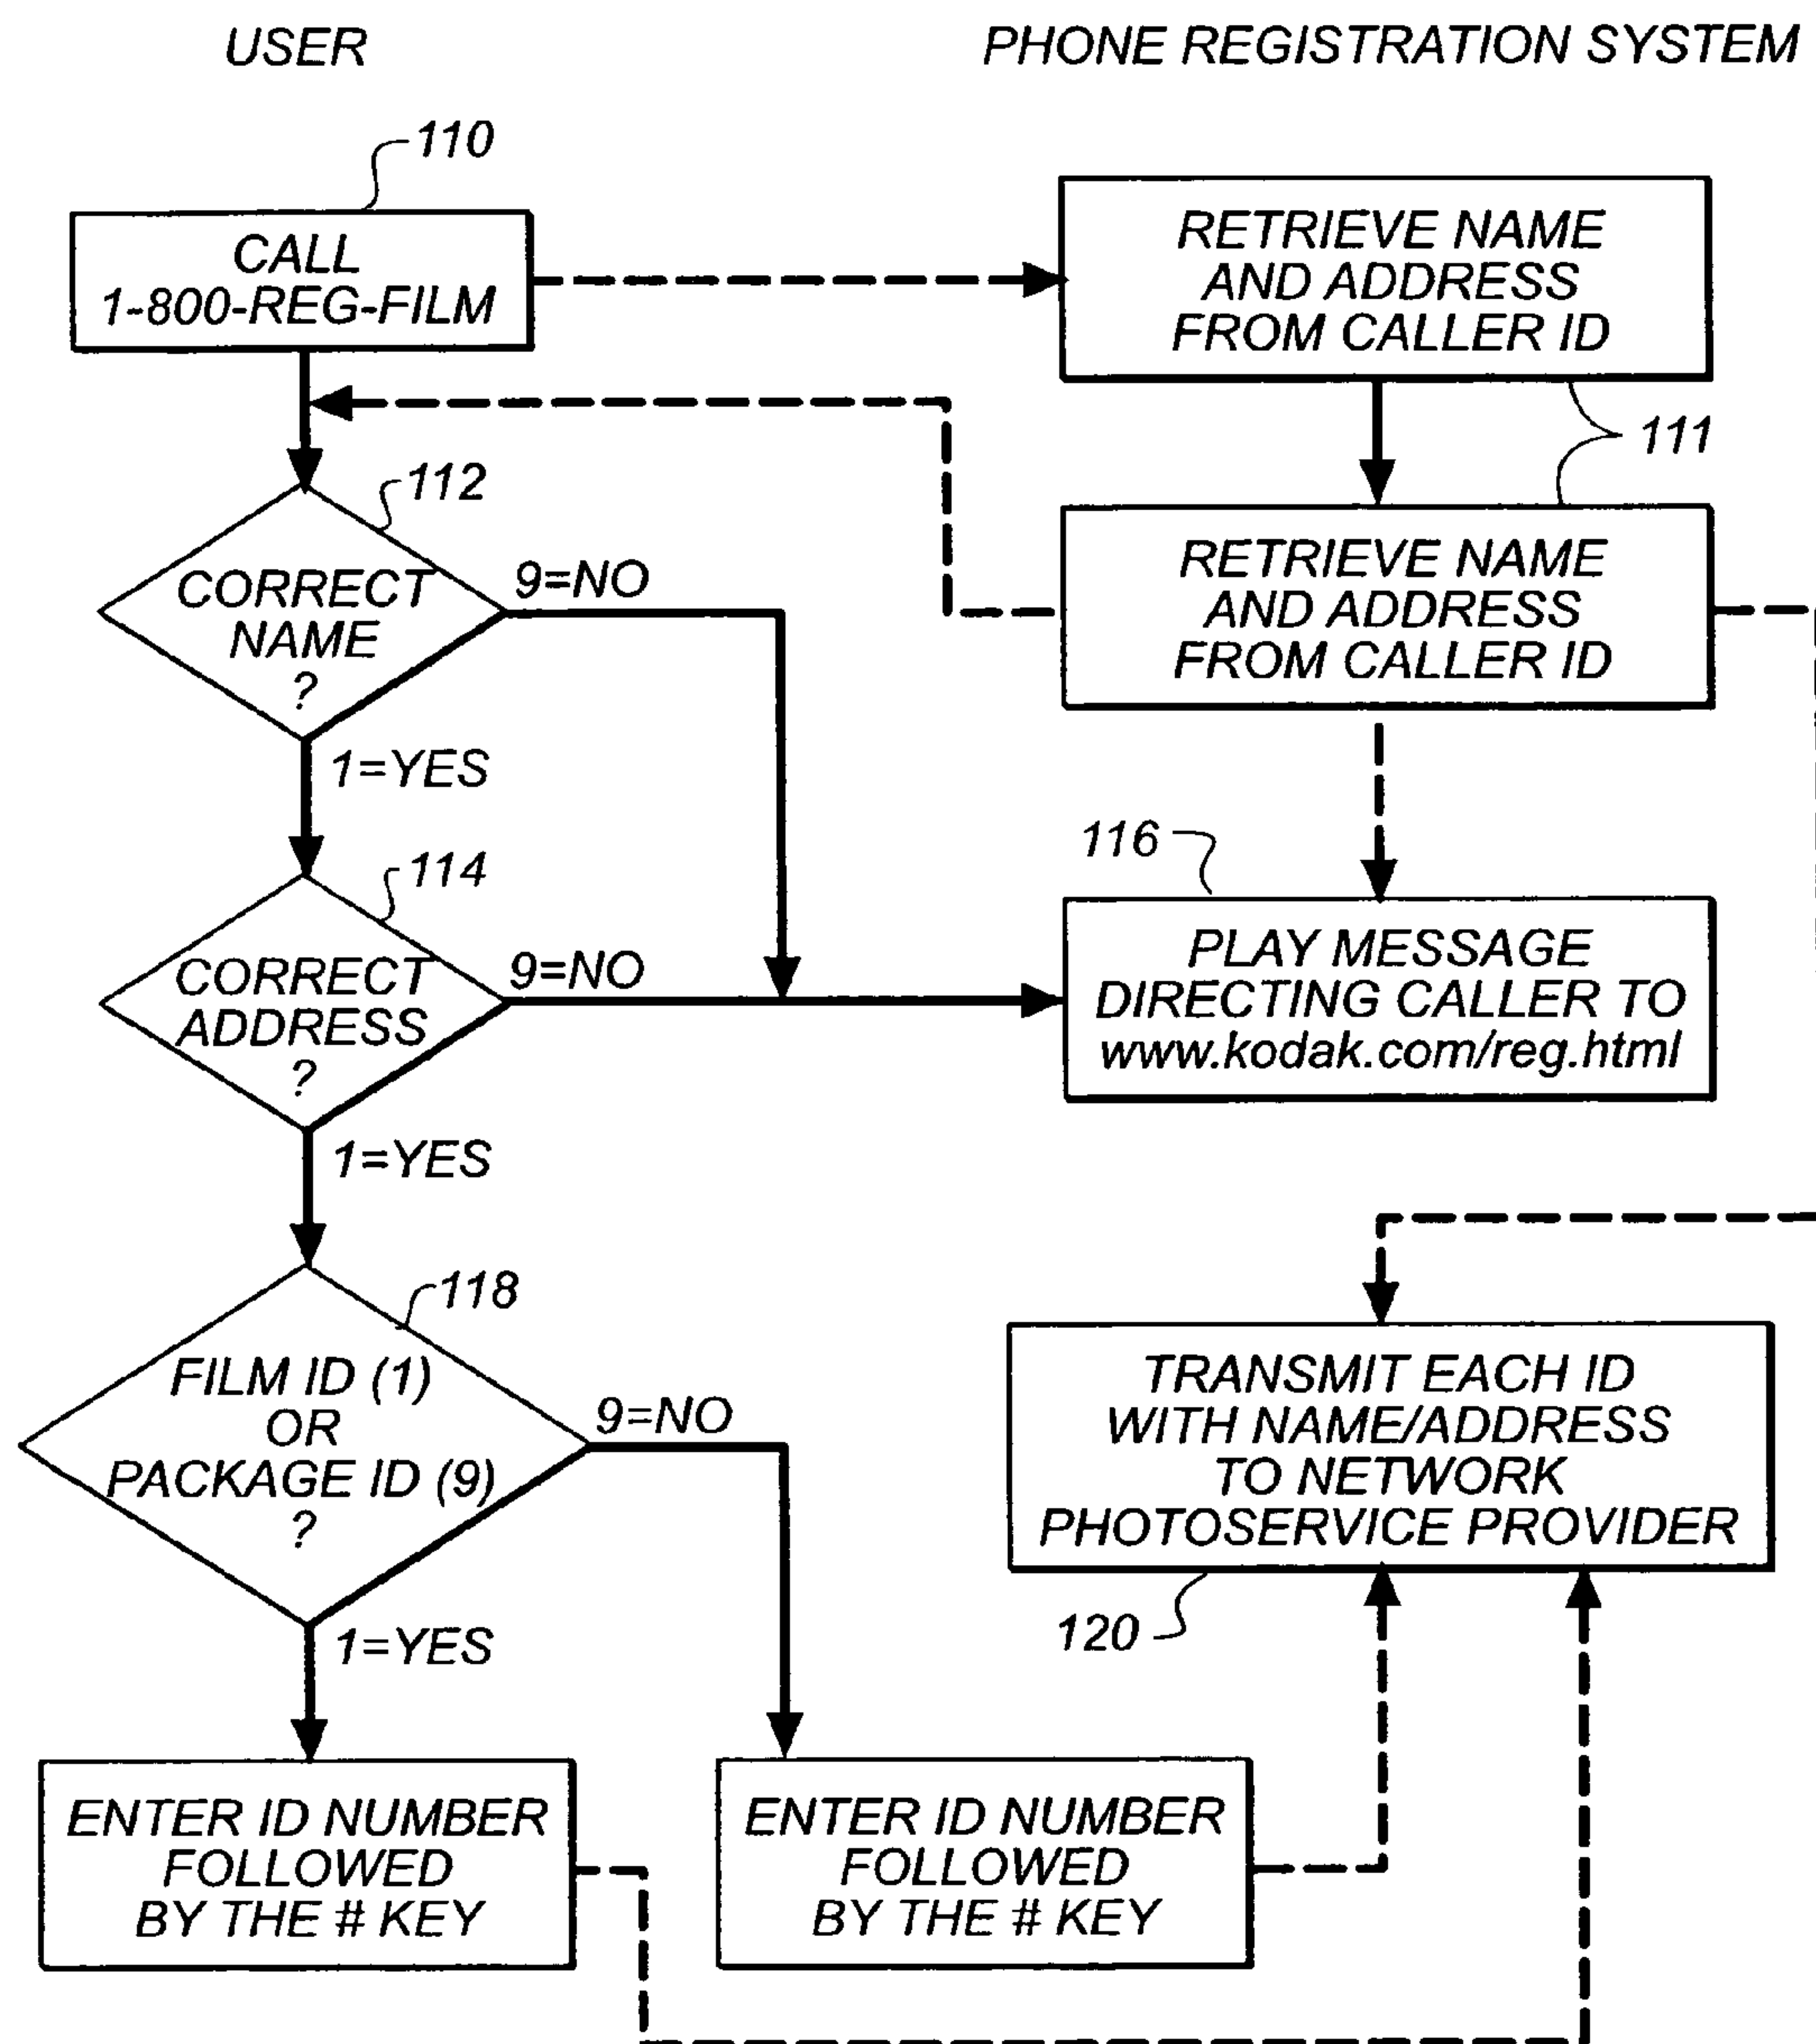 USER
PHONE REGISTRATION SYSTEM
110
CALL
1-800-REG-FILM
RETRIEVE NAME
AND ADDRESS
FROM CALLER ID
111
112
CORRECT
NAME
?
9=NO
1=YES
RETRIEVE NAME
AND ADDRESS
FROM CALLER ID
114
CORRECT
ADDRESS
?
9=NO
1=YES
116
PLAY MESSAGE
DIRECTING CALLER TO
www.kodak.com/reg.html
118
FILM ID (1)
OR
PACKAGE ID (9)
?
9=NO
1=YES
TRANSMIT EACH ID
WITH NAME/ADDRESS
TO NETWORK
PHOTOSERVICE PROVIDER
120
ENTER ID NUMBER
FOLLOWED
BY THE # KEY
ENTER ID NUMBER
FOLLOWED
BY THE # KEY